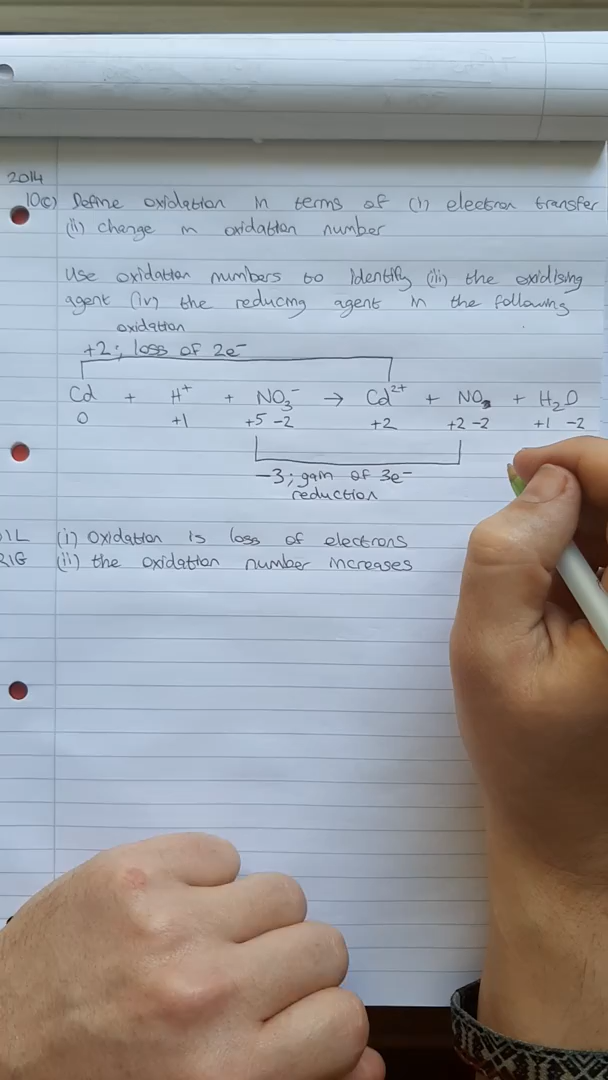 2014
10(c) Define oxidation in terms of (i) electron transfer
(ii) change in oxidation number
Use oxidation numbers to identify (iii) the oxidising
agent (iv) the reducing agent in the following
oxidation
+2; loss of 2e⁻
Cd + H⁺ + NO₃⁻ → Cd²⁺ + NO + H₂O
0 +1 +5 -2 +2 +2 -2 +1 -2
-3; gain of 3e⁻
reduction
OIL (i) Oxidation is loss of electrons
RIG (ii) the oxidation number increases